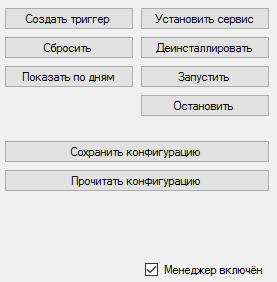 Создать триггер
Установить сервис
Сбросить
Деинсталлировать
Показать по дням
Запустить
Остановить
Сохранить конфигурацию
Прочитать конфигурацию
Менеджер включён